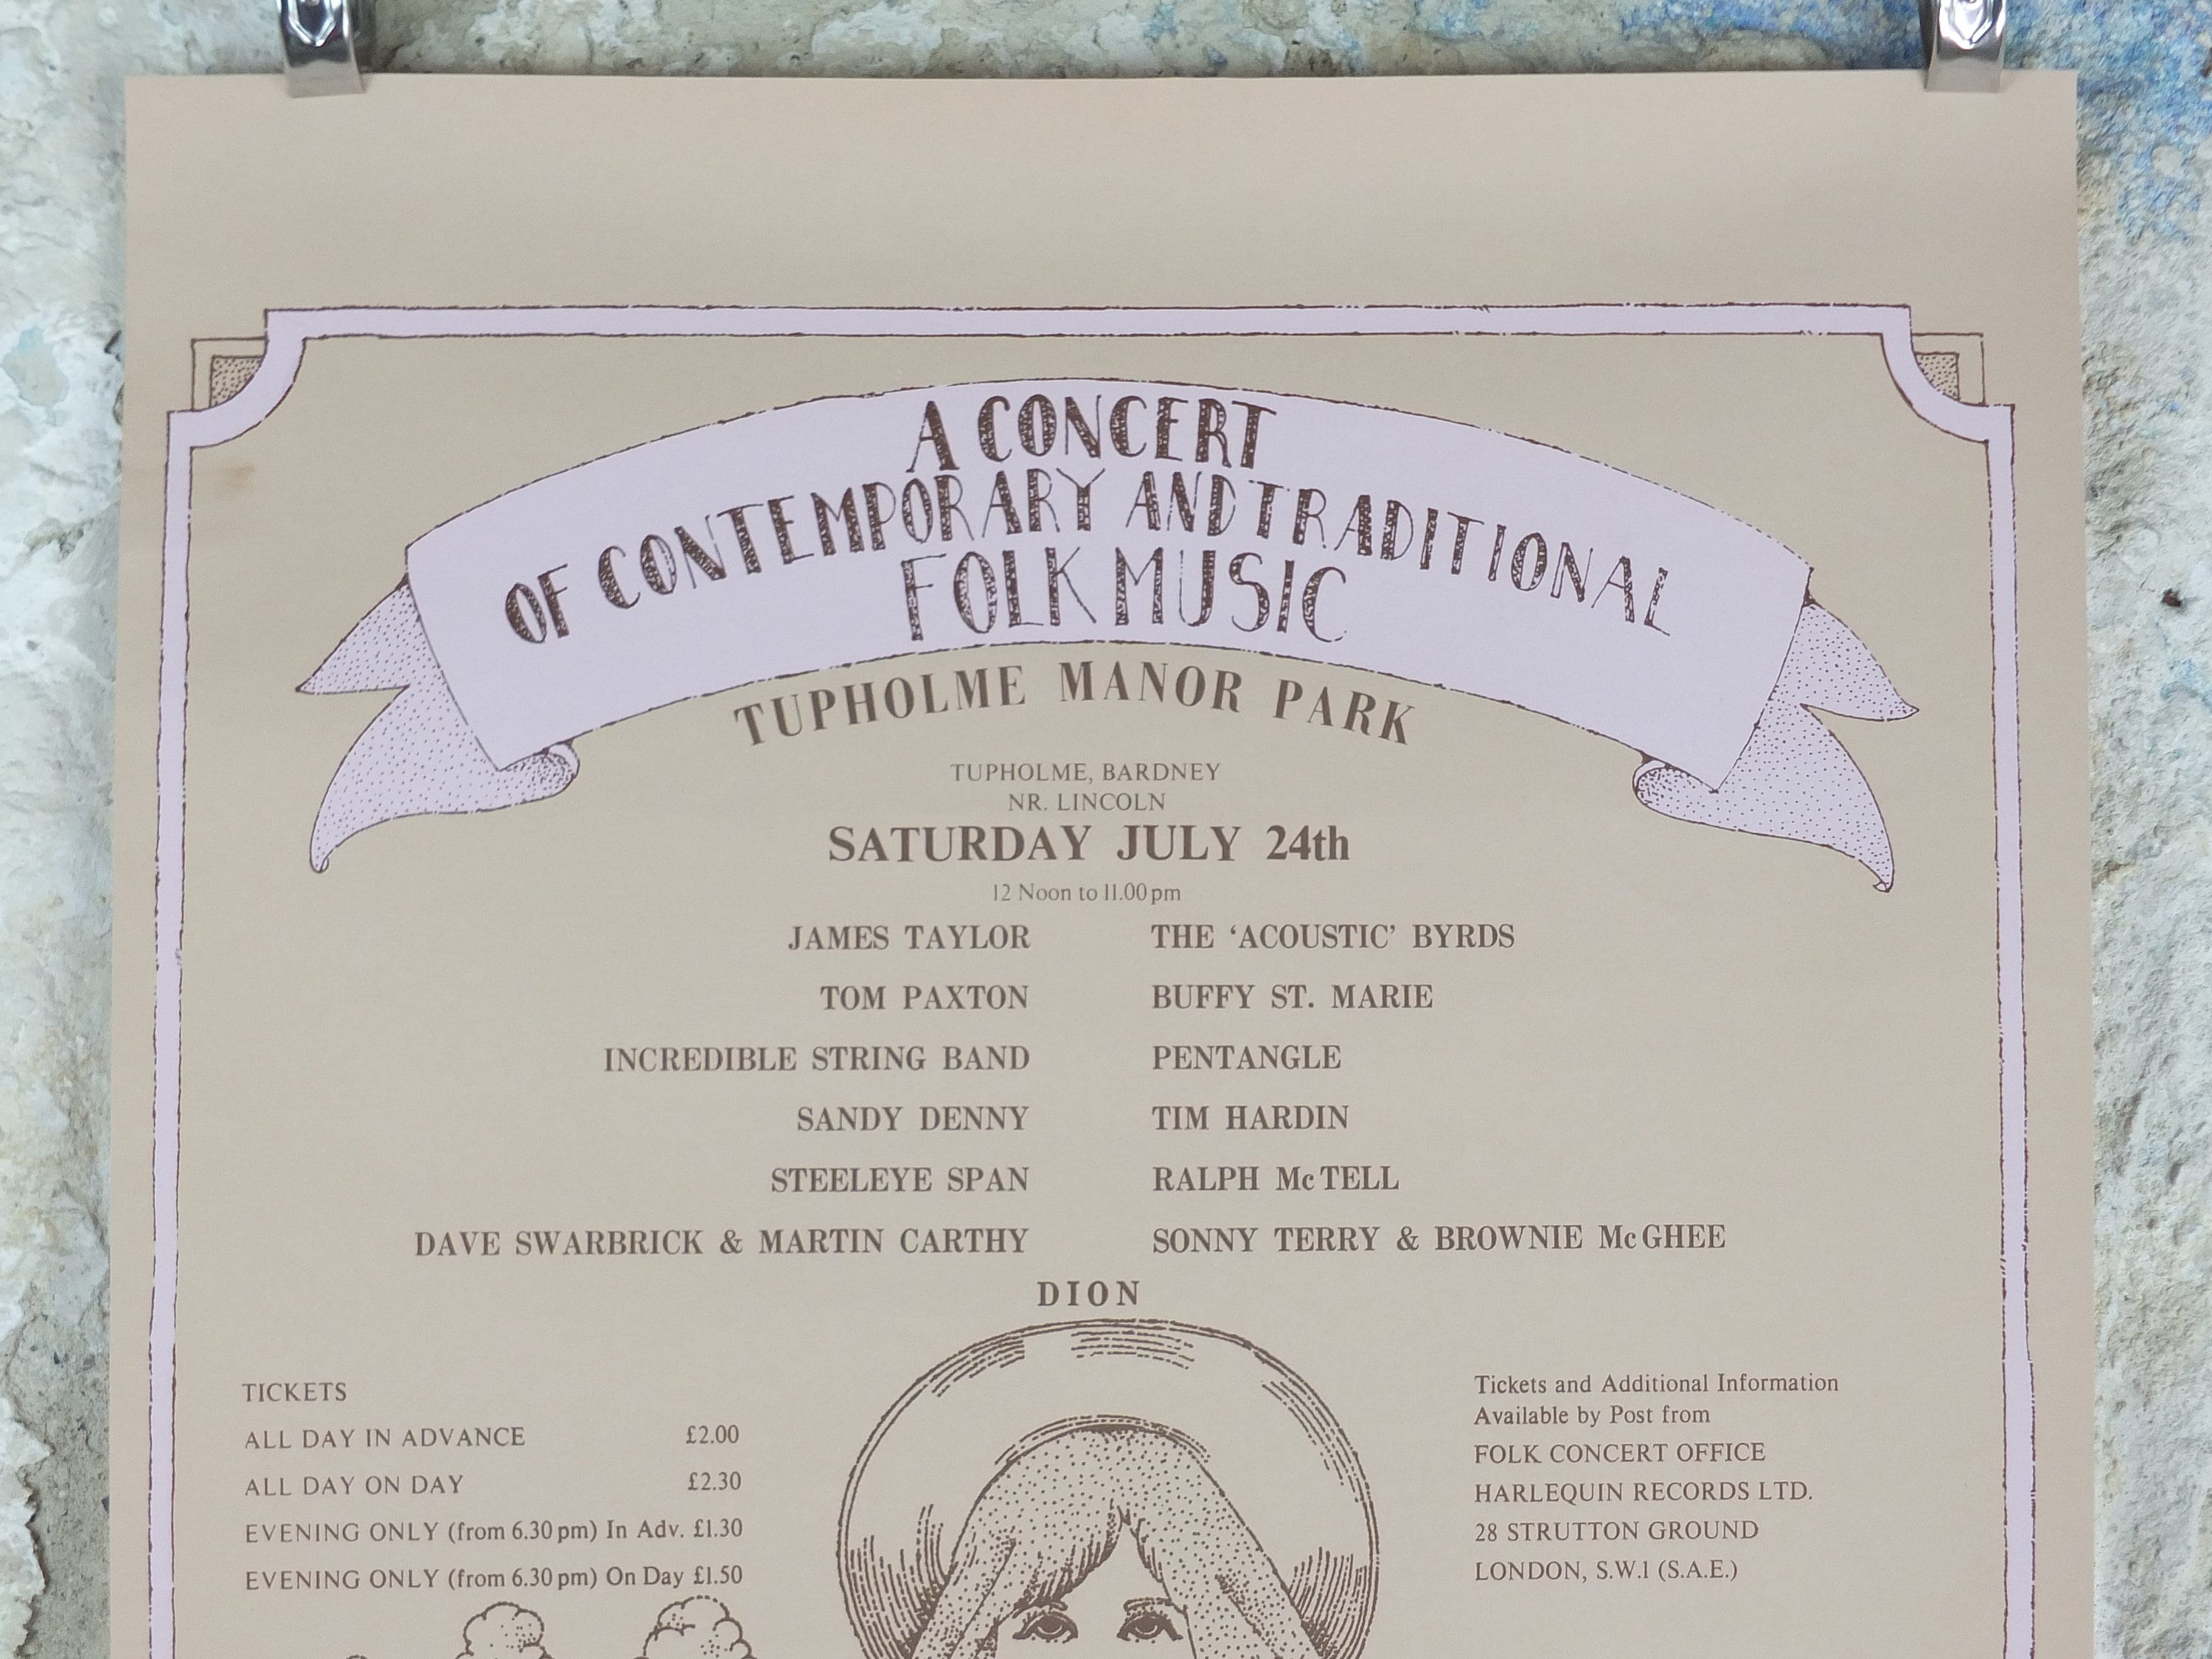 A CONCERT
OF CONTEMPORARY AND TRADITIONAL
FOLK MUSIC
TUPHOLME MANOR PARK
TUPHOLME, BARDNEY
NR. LINCOLN
SATURDAY JULY 24th
12 Noon to 11.00 pm
JAMES TAYLOR THE ‘ACOUSTIC’ BYRDS
TOM PAXTON BUFFY ST. MARIE
INCREDIBLE STRING BAND PENTANGLE
SANDY DENNY TIM HARDIN
STEELEYE SPAN RALPH McTELL
DAVE SWARBRICK & MARTIN CARTHY SONNY TERRY & BROWNIE McGHEE
DION
TICKETS
ALL DAY IN ADVANCE £2.00
ALL DAY ON DAY £2.30
EVENING ONLY (from 6.30 pm) In Adv. £1.30
EVENING ONLY (from 6.30 pm) On Day £1.50
Tickets and Additional Information
Available by Post from
FOLK CONCERT OFFICE
HARLEQUIN RECORDS LTD.
28 STRUTTON GROUND
LONDON, S.W.1 (S.A.E.)